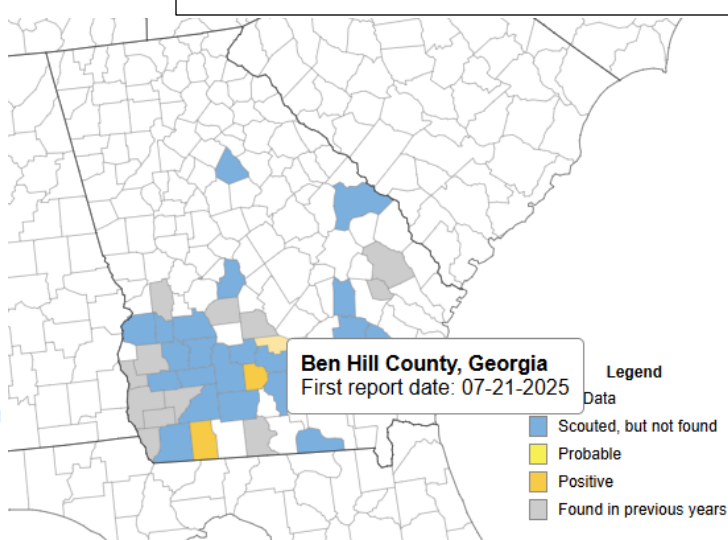 Ben Hill County, Georgia
First report date: 07-21-2025
Legend
Data
Scouted, but not found
Probable
Positive
Found in previous years